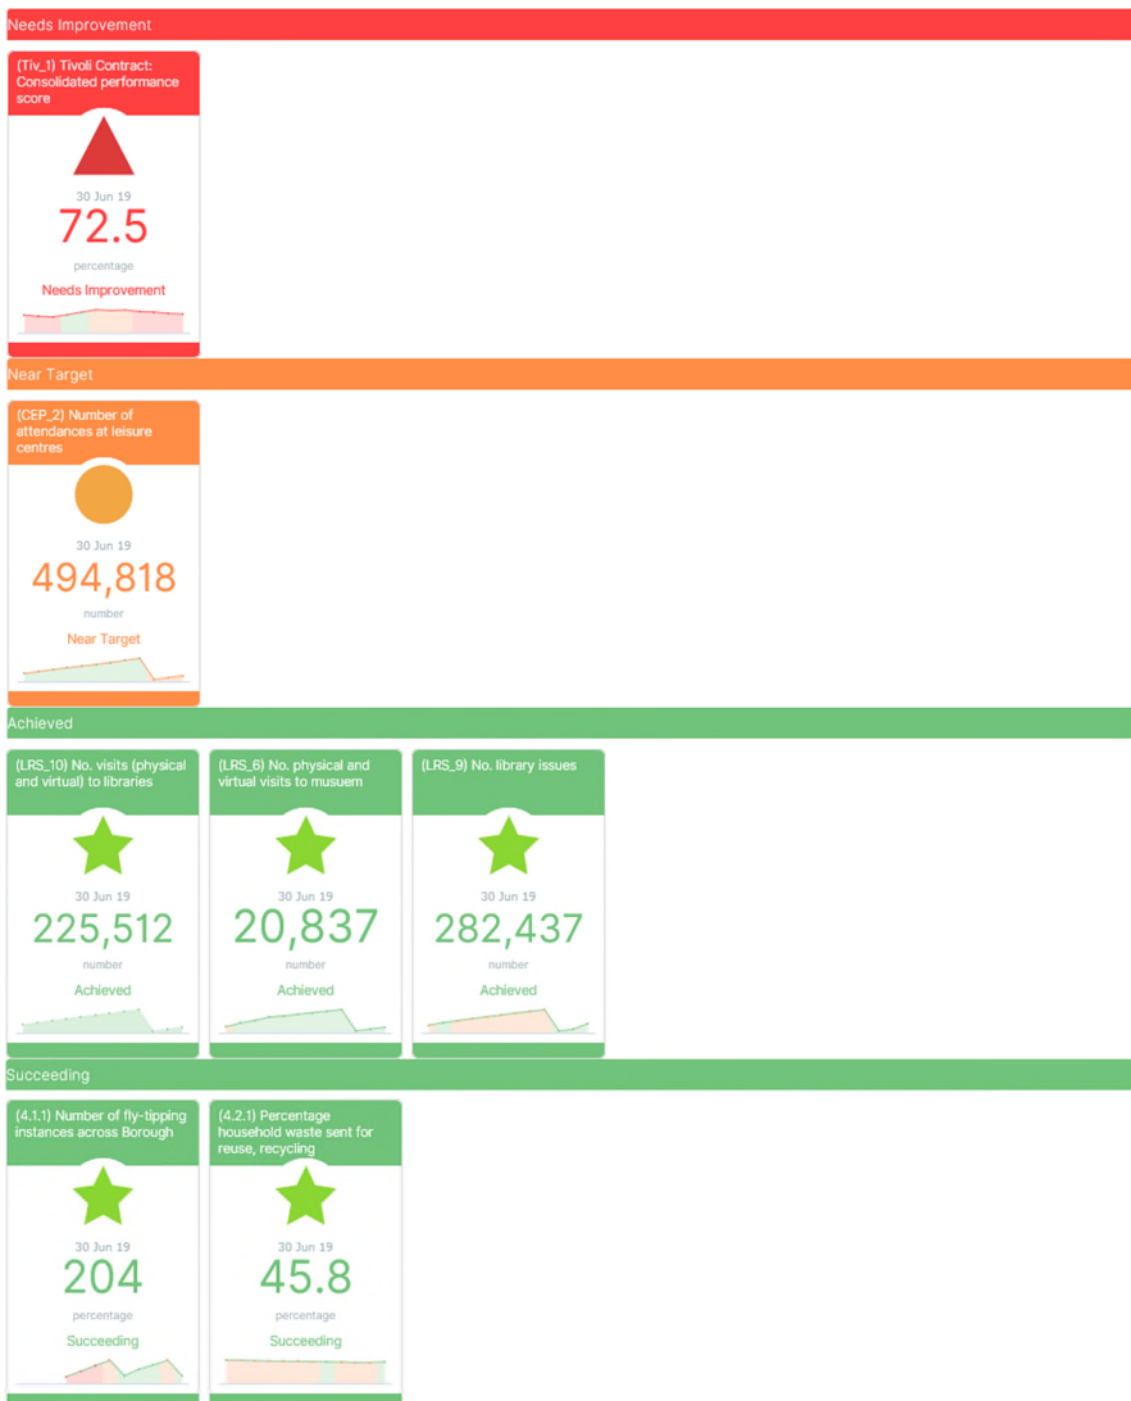 Needs Improvement
(Tiv_1) Tivoli Contract:
Consolidated performance
score
30 Jun 19
72.5
percentage
Needs Improvement
Near Target
(CEP_2) Number of
attendances at leisure
centres
30 Jun 19
494,818
number
Near Target
Achieved
(LRS_10) No. visits (physical
and virtual) to libraries
30 Jun 19
225,512
number
Achieved
(LRS_6) No. physical and
virtual visits to musuem
30 Jun 19
20,837
number
Achieved
(LRS_9) No. library issues
30 Jun 19
282,437
number
Achieved
Succeeding
(4.1.1) Number of fly-tipping
instances across Borough
30 Jun 19
204
percentage
Succeeding
(4.2.1) Percentage
household waste sent for
reuse, recycling
30 Jun 19
45.8
percentage
Succeeding